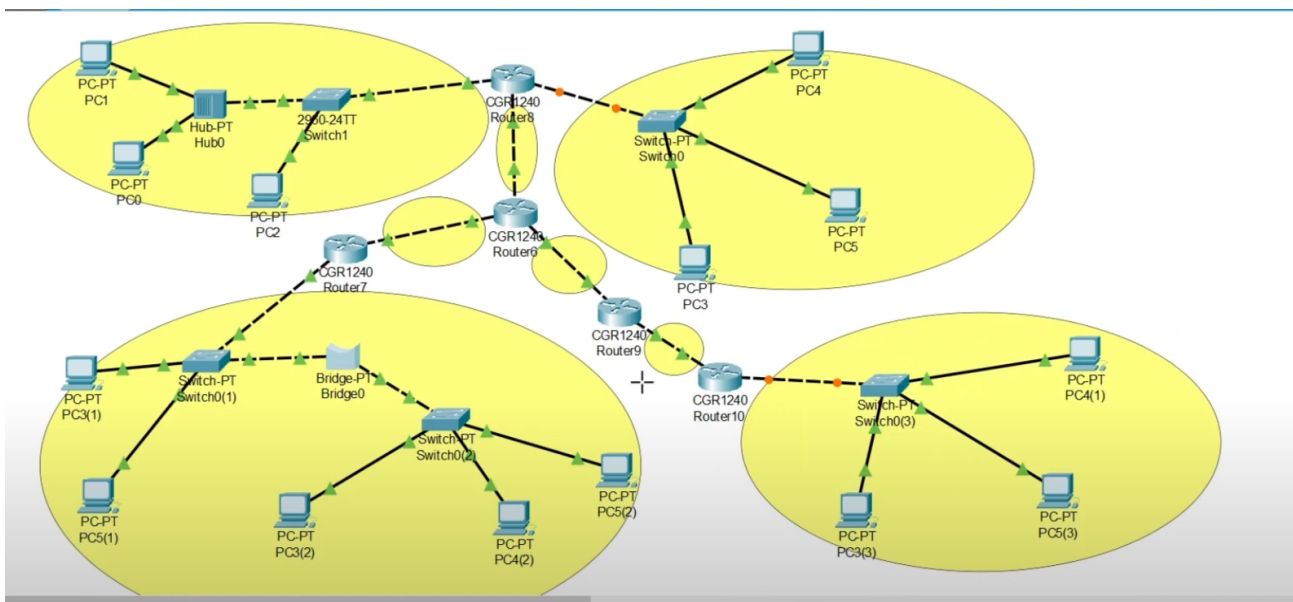 PC-PT
PC1
Hub-PT
Hub0
2950-24TT
Switch1
PC-PT
PC0
PC-PT
PC2
CGR1240
Router8
Switch-PT
Switch0
PC-PT
PC4
PC-PT
PC5
PC-PT
PC3
CGR1240
Router6
CGR1240
Router7
CGR1240
Router9
CGR1240
Router10
PC-PT
PC3(1)
Switch-PT
Switch0(1)
Bridge-PT
Bridge0
Switch-PT
Switch0(2)
PC-PT
PC5(1)
PC-PT
PC3(2)
PC-PT
PC4(2)
PC-PT
PC5(2)
Switch-PT
Switch0(3)
PC-PT
PC4(1)
PC-PT
PC3(3)
PC-PT
PC5(3)